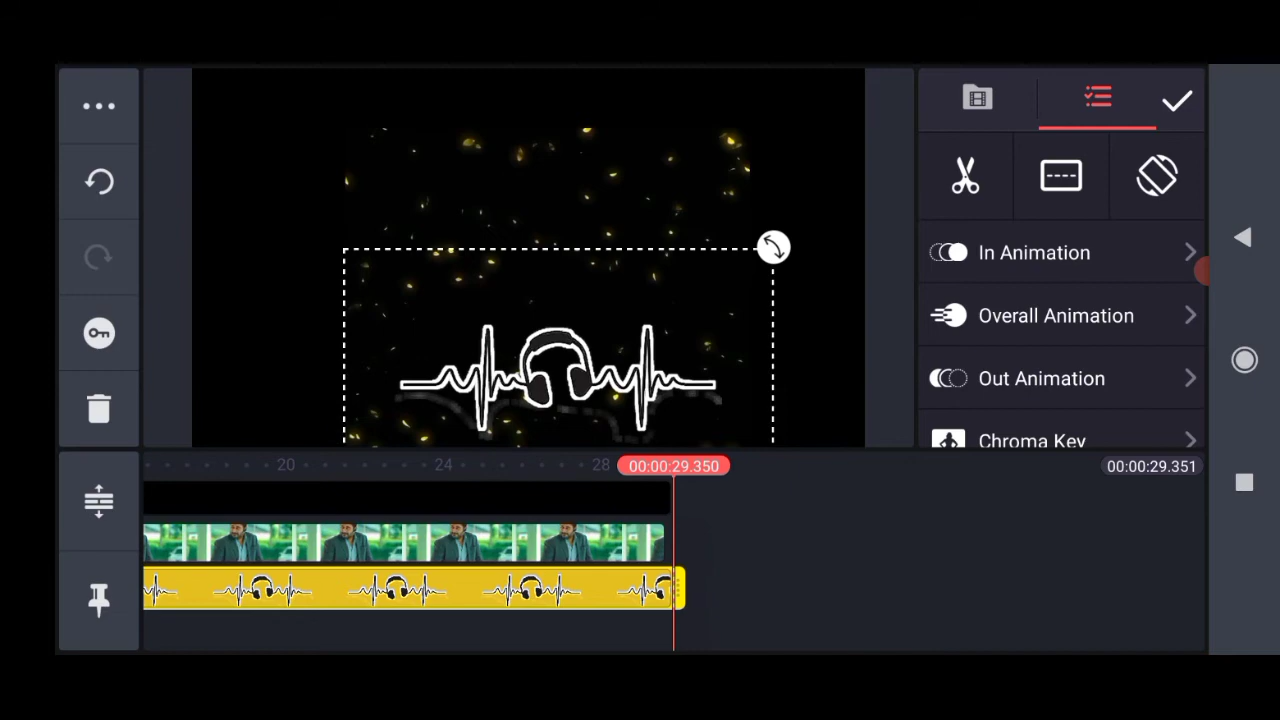 In Animation
Overall Animation
Out Animation
Chroma Key
20
24
28
00:00:29.350
00:00:29.351